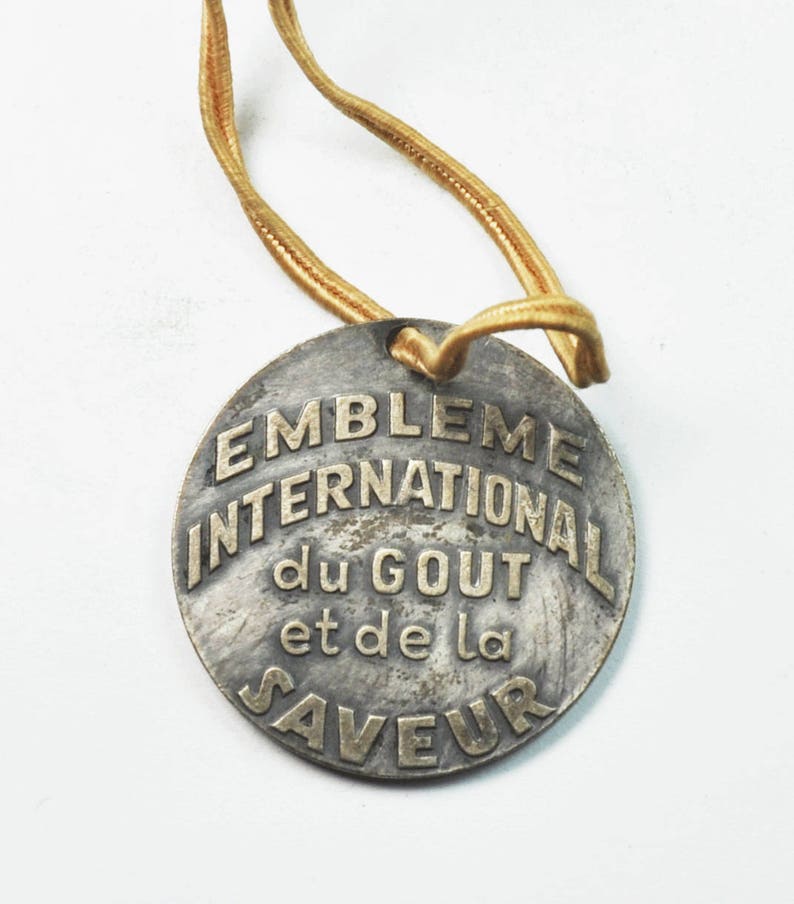 EMBLEME
INTERNATIONAL
du GOUT
et de la
SAVEUR